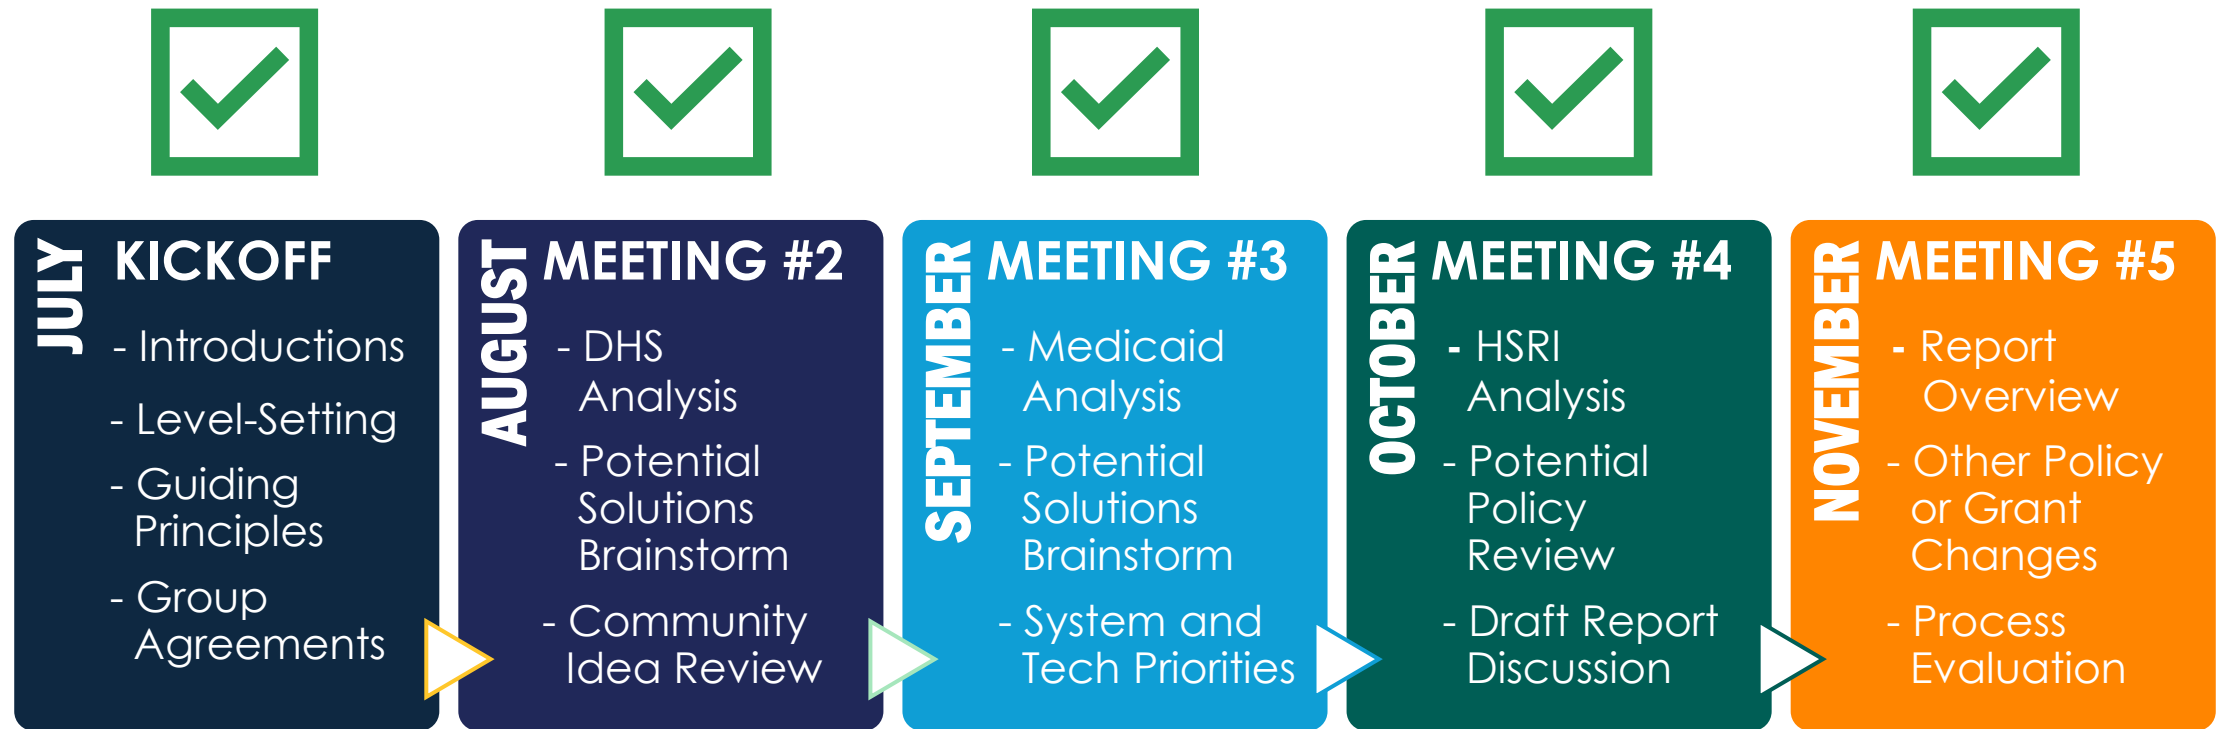 JULY
KICKOFF
- Introductions
- Level-Setting
- Guiding
Principles
- Group
Agreements
AUGUST
MEETING #2
- DHS
Analysis
- Potential
Solutions
Brainstorm
- Community
Idea Review
SEPTEMBER
MEETING #3
- Medicaid
Analysis
- Potential
Solutions
Brainstorm
- System and
Tech Priorities
OCTOBER
MEETING #4
- HSRI
Analysis
- Potential
Policy
Review
- Draft Report
Discussion
NOVEMBER
MEETING #5
- Report
Overview
- Other Policy
or Grant
Changes
- Process
Evaluation